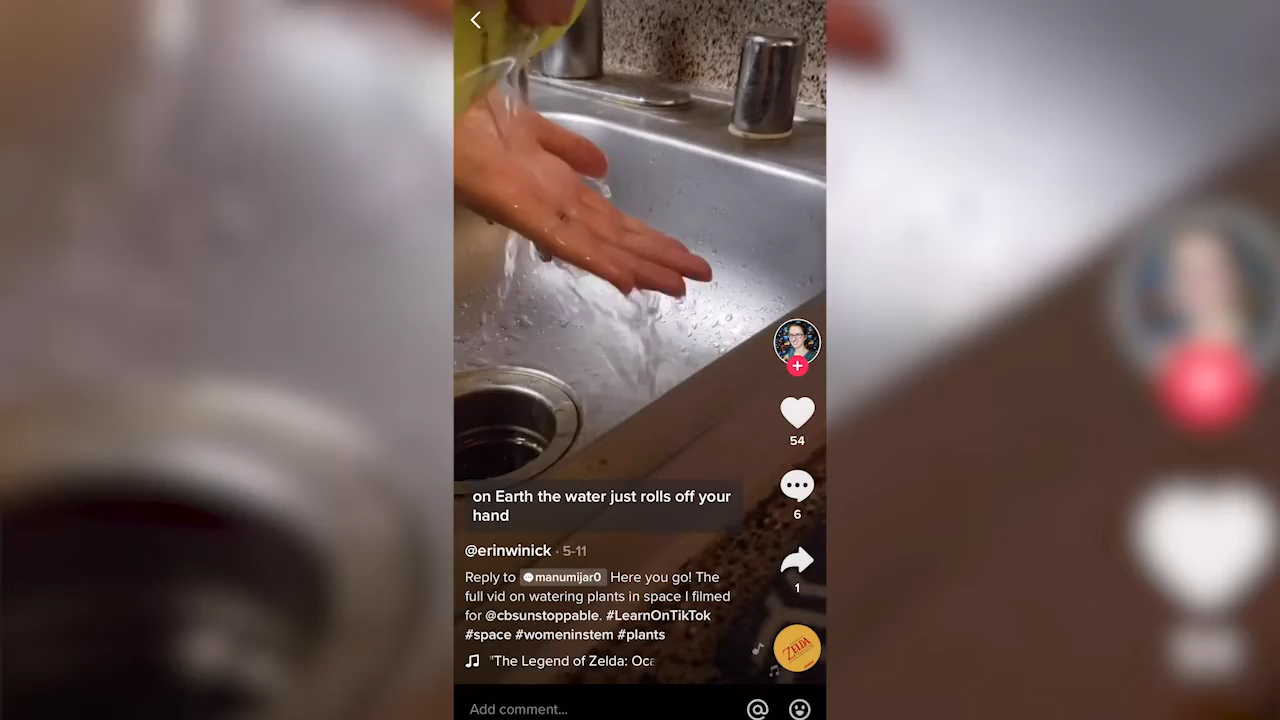 54
6
1
on Earth the water just rolls off your
hand
@erinwinick · 5-11
Reply to manumijar0 Here you go! The
full vid on watering plants in space I filmed
for @cbsunstoppable. #LearnOnTikTok
#space #womeninstem #plants
"The Legend of Zelda: Oca
ZELDA
Add comment...